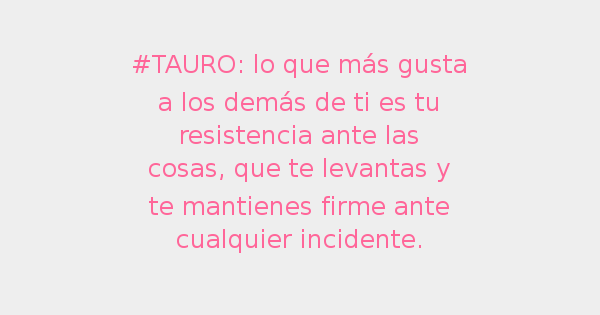 #TAURO: lo que más gusta
a los demás de ti es tu
resistencia ante las
cosas, que te levantas y
te mantienes firme ante
cualquier incidente.